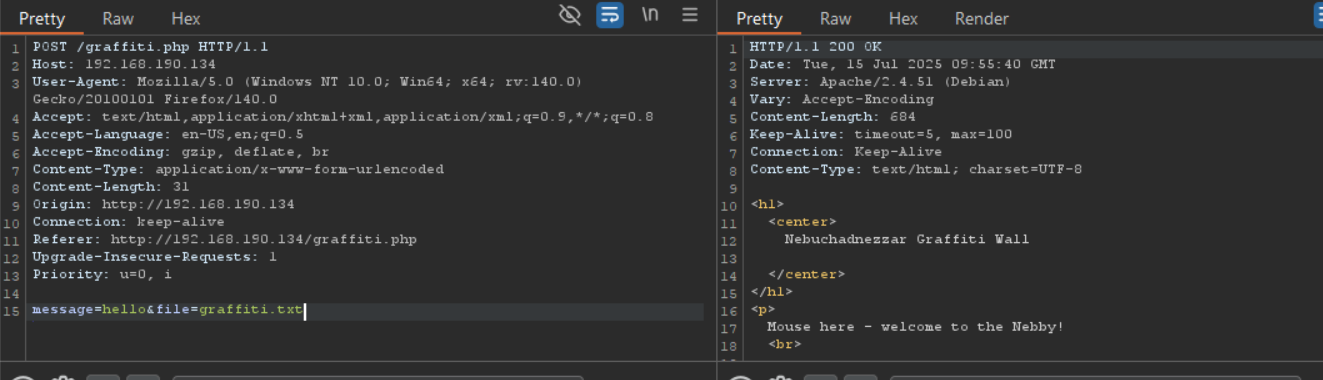 Pretty Raw Hex \n
1 POST /graffiti.php HTTP/1.1
2 Host: 192.168.190.134
3 User-Agent: Mozilla/5.0 (Windows NT 10.0; Win64; x64; rv:140.0)
Gecko/20100101 Firefox/140.0
4 Accept: text/html,application/xhtml+xml,application/xml;q=0.9,*/*;q=0.8
5 Accept-Language: en-US,en;q=0.5
6 Accept-Encoding: gzip, deflate, br
7 Content-Type: application/x-www-form-urlencoded
8 Content-Length: 31
9 Origin: http://192.168.190.134
10 Connection: keep-alive
11 Referer: http://192.168.190.134/graffiti.php
12 Upgrade-Insecure-Requests: 1
13 Priority: u=0, i
14
15 message=hello&file=graffiti.txt
Pretty Raw Hex Render
1 HTTP/1.1 200 OK
2 Date: Tue, 15 Jul 2025 09:55:40 GMT
3 Server: Apache/2.4.51 (Debian)
4 Vary: Accept-Encoding
5 Content-Length: 684
6 Keep-Alive: timeout=5, max=100
7 Connection: Keep-Alive
8 Content-Type: text/html; charset=UTF-8
9
10 <h1>
11 <center>
12 Nebuchadnezzar Graffiti Wall
13
14 </center>
15 </h1>
16 <p>
17 Mouse here - welcome to the Nebby!
18 <br>